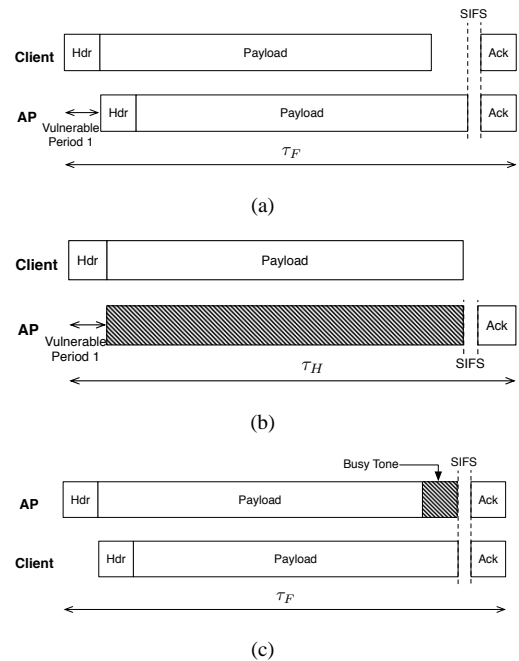 SIFS
Client
Hdr
Payload
Ack
AP
Hdr
Payload
Ack
Vulnerable
Period 1
τ_F
(a)
Client
Hdr
Payload
AP
Ack
Vulnerable
Period 1
SIFS
τ_H
(b)
Busy Tone
SIFS
AP
Hdr
Payload
Ack
Client
Hdr
Payload
Ack
τ_F
(c)